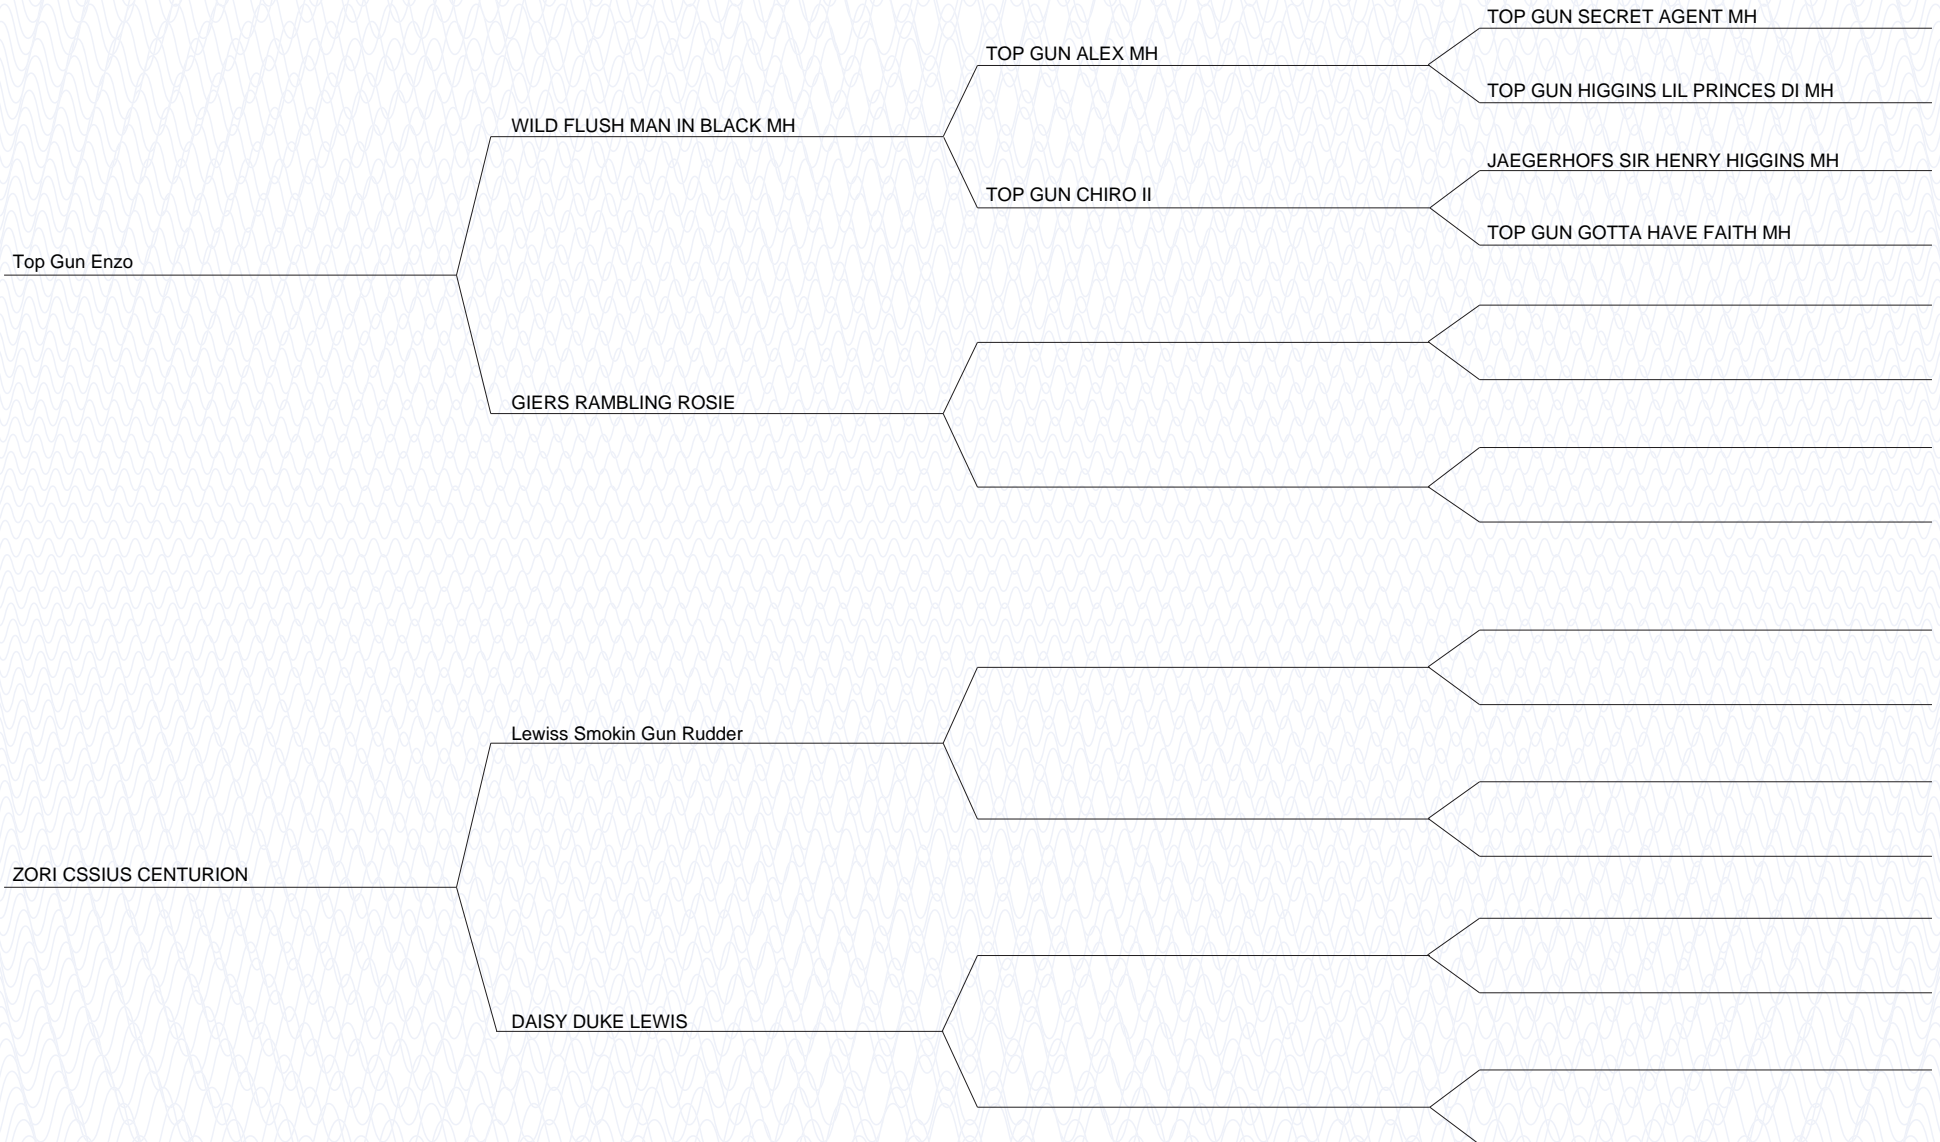 TOP GUN SECRET AGENT MH
TOP GUN ALEX MH
TOP GUN HIGGINS LIL PRINCES DI MH
WILD FLUSH MAN IN BLACK MH
JAEGERHOFS SIR HENRY HIGGINS MH
TOP GUN CHIRO II
TOP GUN GOTTA HAVE FAITH MH
Top Gun Enzo
GIERS RAMBLING ROSIE
Lewiss Smokin Gun Rudder
ZORI CSSIUS CENTURION
DAISY DUKE LEWIS